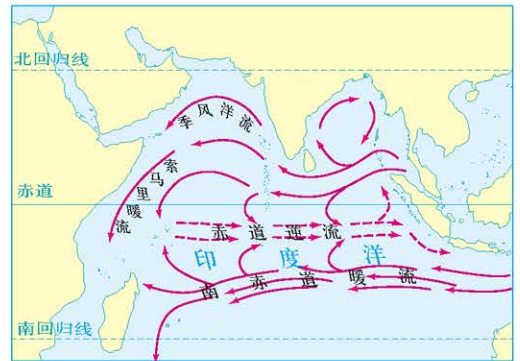 北回归线
季风洋流
索马里暖流
赤道
赤道逆流
印度洋
南赤道暖流
南回归线